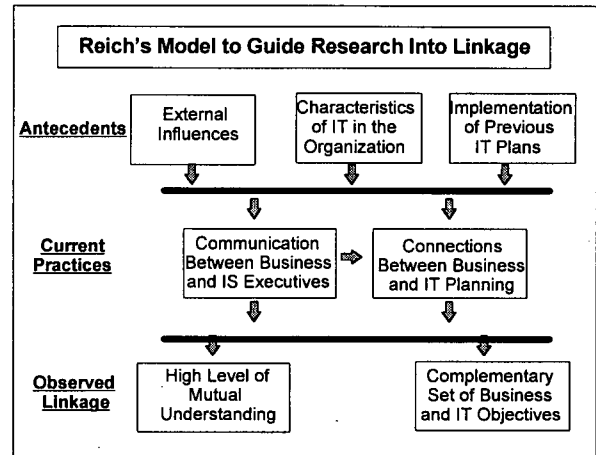 Reich's Model to Guide Research Into Linkage
Antecedents
External
Influences
Characteristics
of IT in the
Organization
Implementation
of Previous
IT Plans
Current
Practices
Communication
Between Business
and IS Executives
Connections
Between Business
and IT Planning
Observed
Linkage
High Level of
Mutual
Understanding
Complementary
Set of Business
and IT Objectives